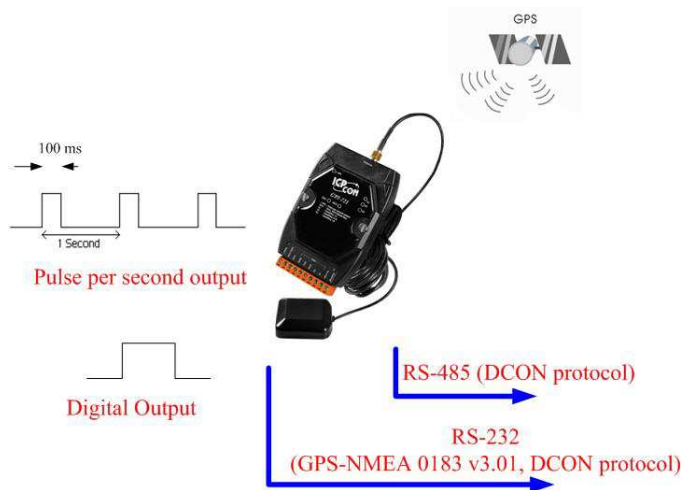 GPS
100 ms
ICP
CON
1 Second
Pulse per second output
RS-485 (DCON protocol)
Digital Output
RS-232
(GPS-NMEA 0183 v3.01, DCON protocol)